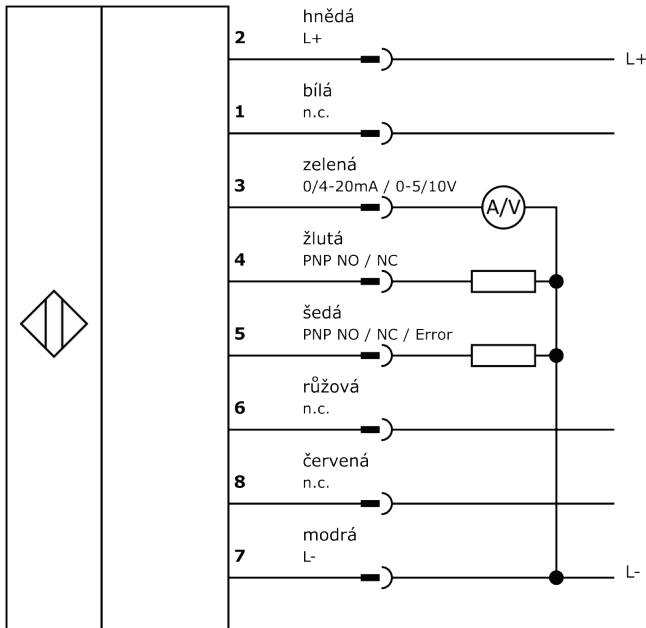 hnědá
2 L+
L+
bílá
1 n.c.
zelená
3 0/4-20mA / 0-5/10V
A/V
žlutá
4 PNP NO / NC
šedá
5 PNP NO / NC / Error
růžová
6 n.c.
červená
8 n.c.
modrá
7 L-
L-